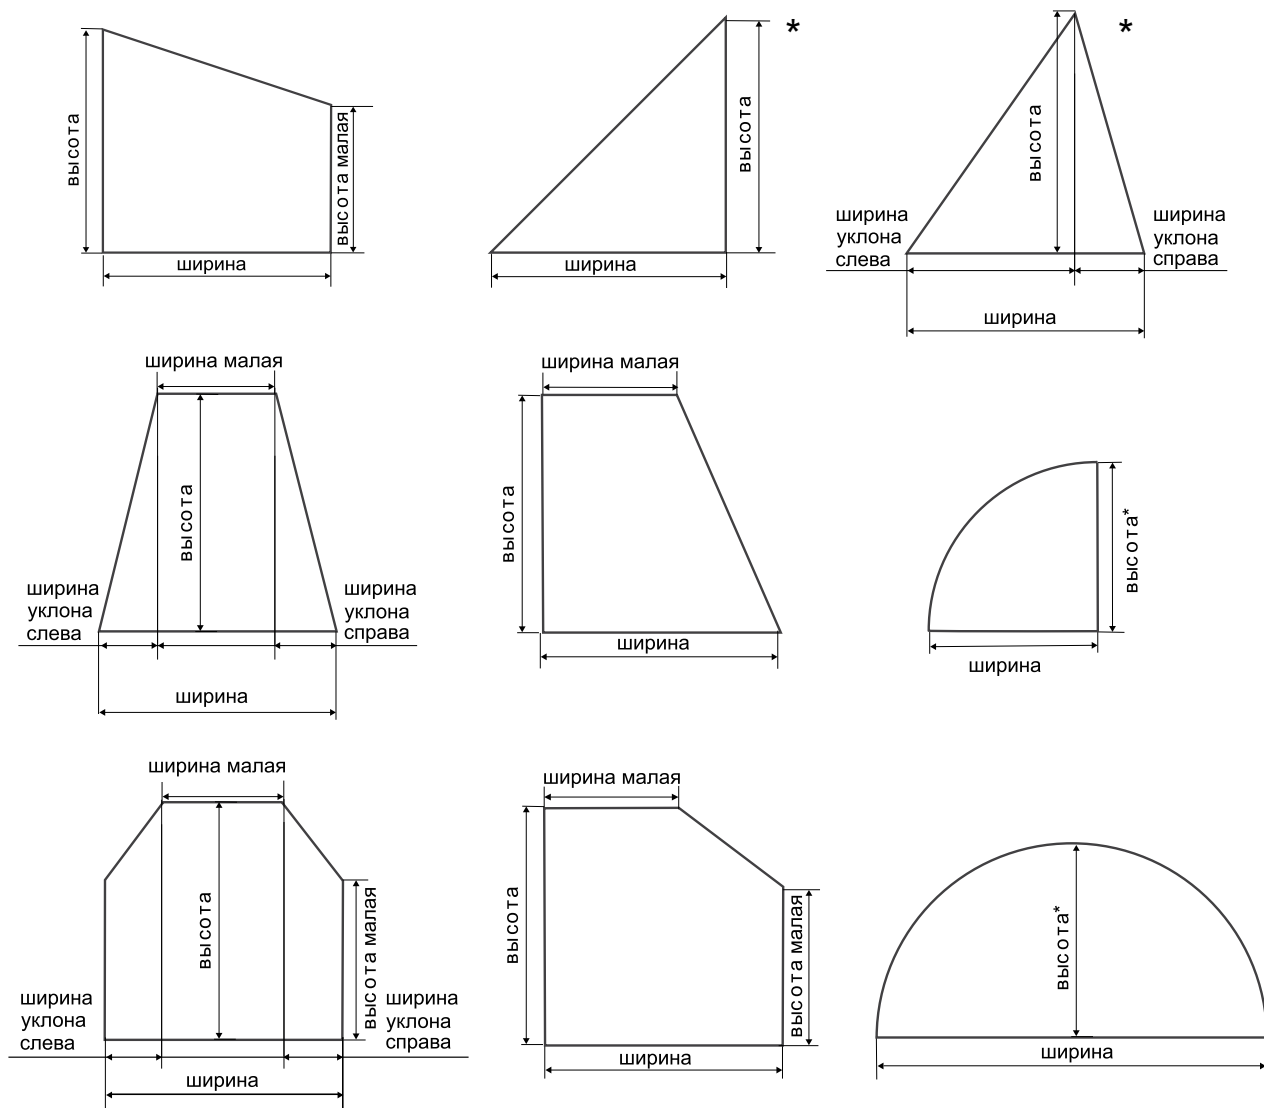 высота
высота малая
ширина
*
высота
ширина
*
высота
ширина
уклона
слева
ширина
уклона
справа
ширина
ширина малая
высота
ширина
уклона
слева
ширина
уклона
справа
ширина
ширина малая
высота
ширина
высота*
ширина
ширина малая
высота
высота малая
ширина
уклона
слева
ширина
уклона
справа
ширина
ширина малая
высота
высота малая
ширина
высота*
ширина